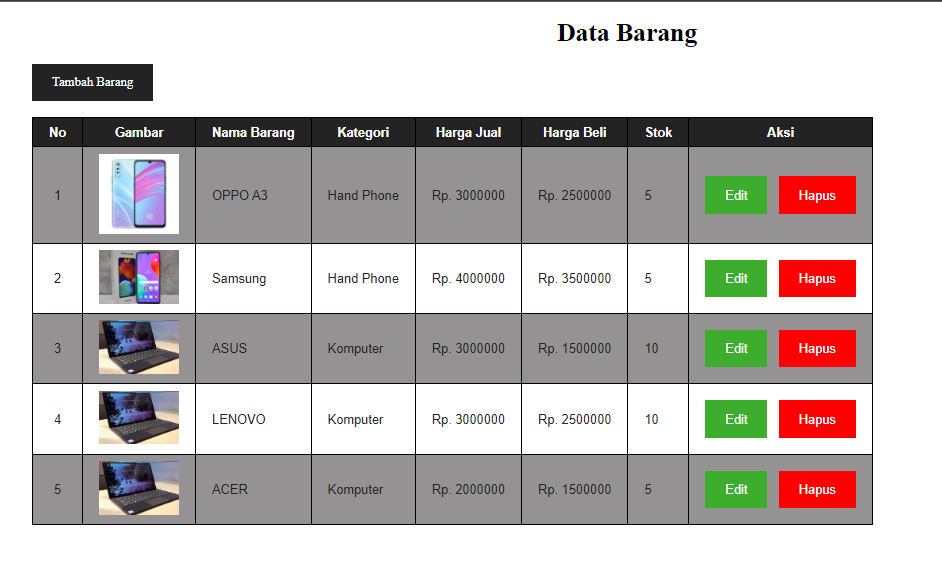 Data Barang
Tambah Barang
No Gambar Nama Barang Kategori Harga Jual Harga Beli Stok Aksi
1 OPPO A3 Hand Phone Rp. 3000000 Rp. 2500000 5 Edit Hapus
2 Samsung Hand Phone Rp. 4000000 Rp. 3500000 5 Edit Hapus
3 ASUS Komputer Rp. 3000000 Rp. 1500000 10 Edit Hapus
4 LENOVO Komputer Rp. 3000000 Rp. 2500000 10 Edit Hapus
5 ACER Komputer Rp. 2000000 Rp. 1500000 5 Edit Hapus